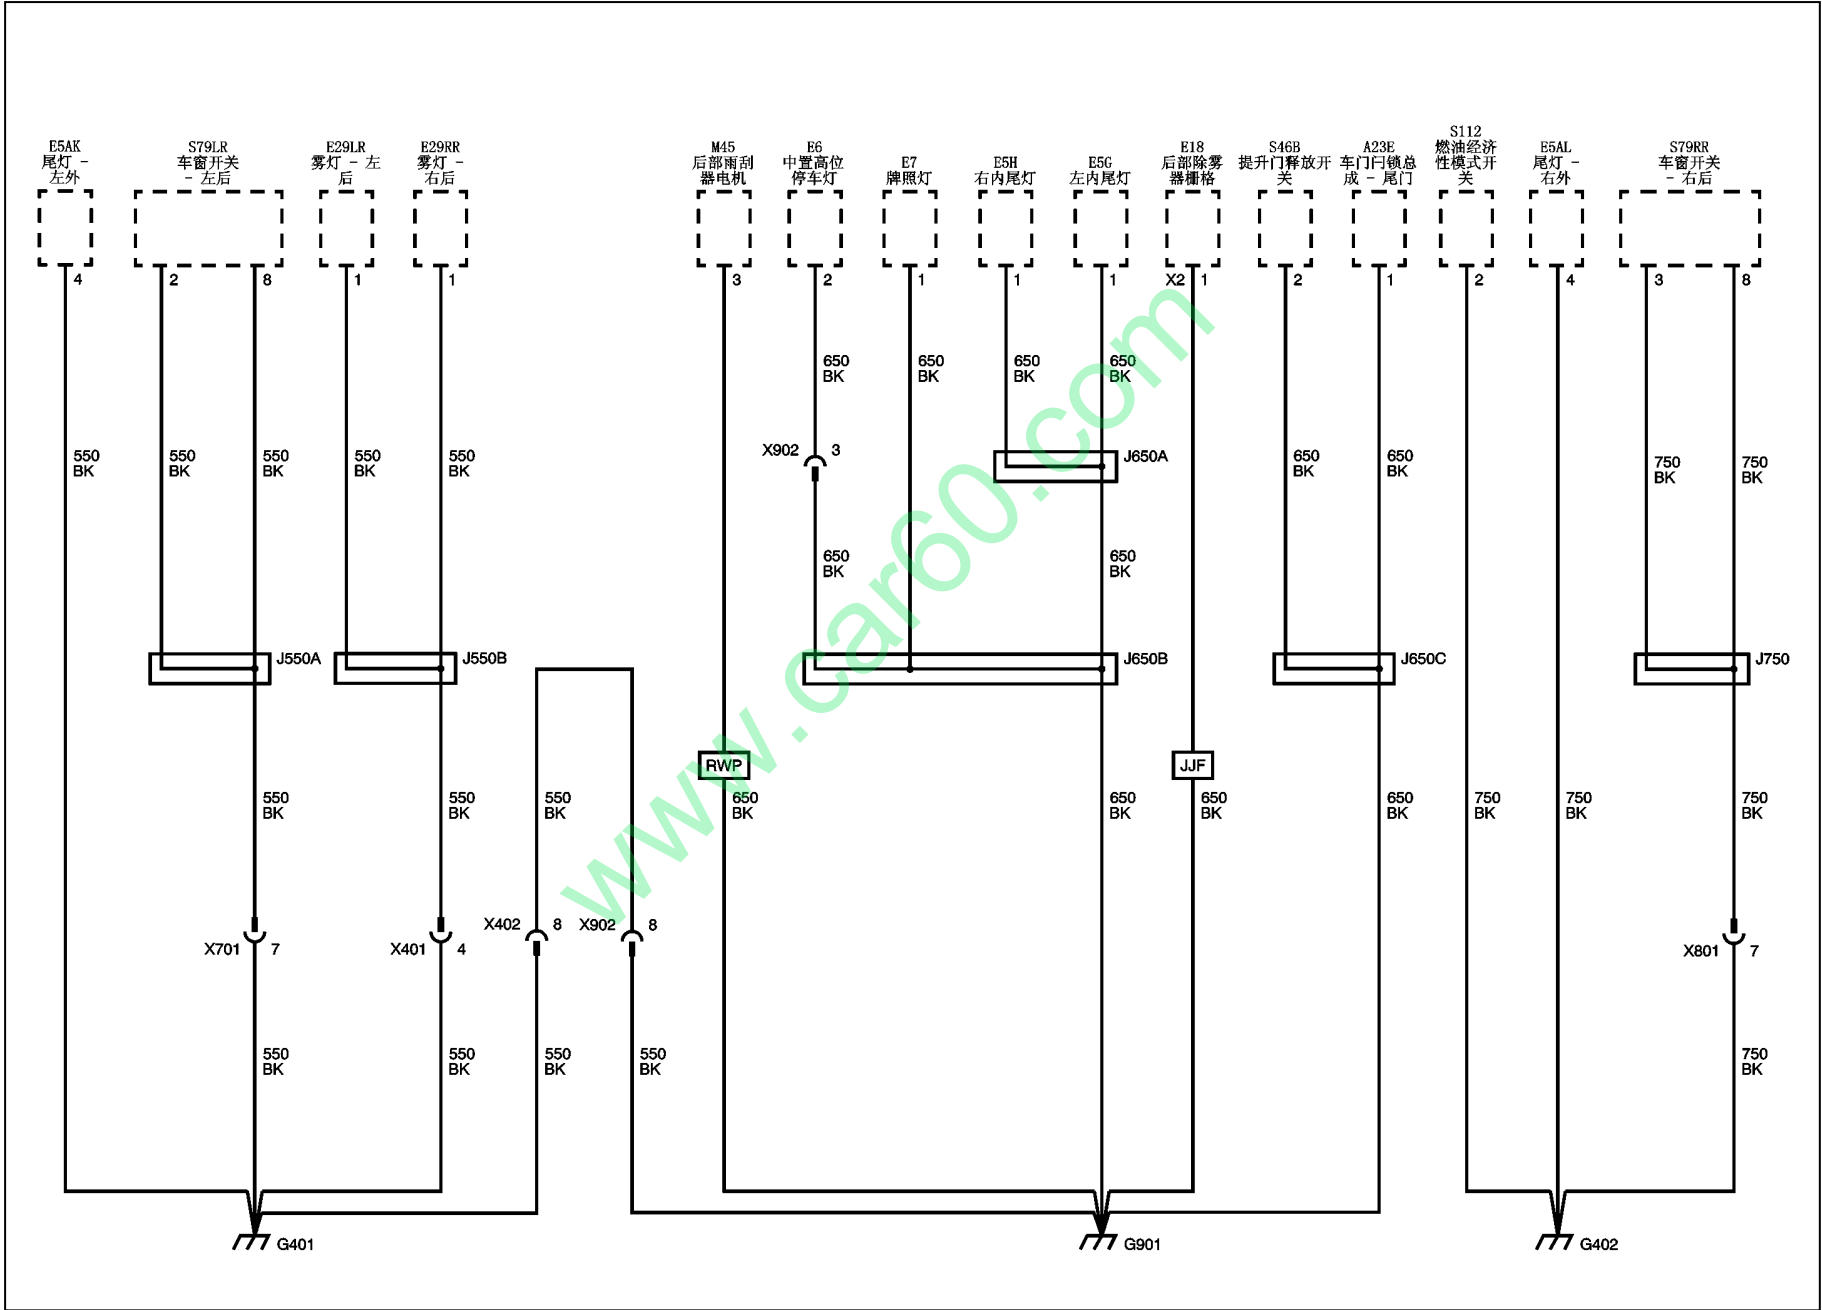 E5AK
尾灯 -
左外
S79LR
车窗开关
- 左后
E29LR
雾灯 - 左
后
E29RR
雾灯 -
右后
M45
后部雨刮
器电机
E6
中置高位
停车灯
E7
牌照灯
E5H
右内尾灯
E5G
左内尾灯
E18
后部除雾
器栅格
S46B
提升门释放开
关
A23E
车门闩锁总
成 - 尾门
S112
燃油经济
性模式开
关
E5AL
尾灯 -
右外
S79RR
车窗开关
- 右后
4
2
8
1
1
3
2
1
1
1
X2
1
2
1
2
4
3
8
650
BK
650
BK
650
BK
650
BK
550
BK
550
BK
550
BK
550
BK
550
BK
X902
3
J650A
650
BK
650
BK
750
BK
750
BK
650
BK
650
BK
J550A
J550B
J650B
J650C
J750
RWP
JJF
550
BK
550
BK
550
BK
650
BK
650
BK
650
BK
650
BK
750
BK
750
BK
750
BK
X701
7
X401
4
X402
8
X902
8
X801
7
550
BK
550
BK
550
BK
550
BK
750
BK
G401
G901
G402
www.car60.com